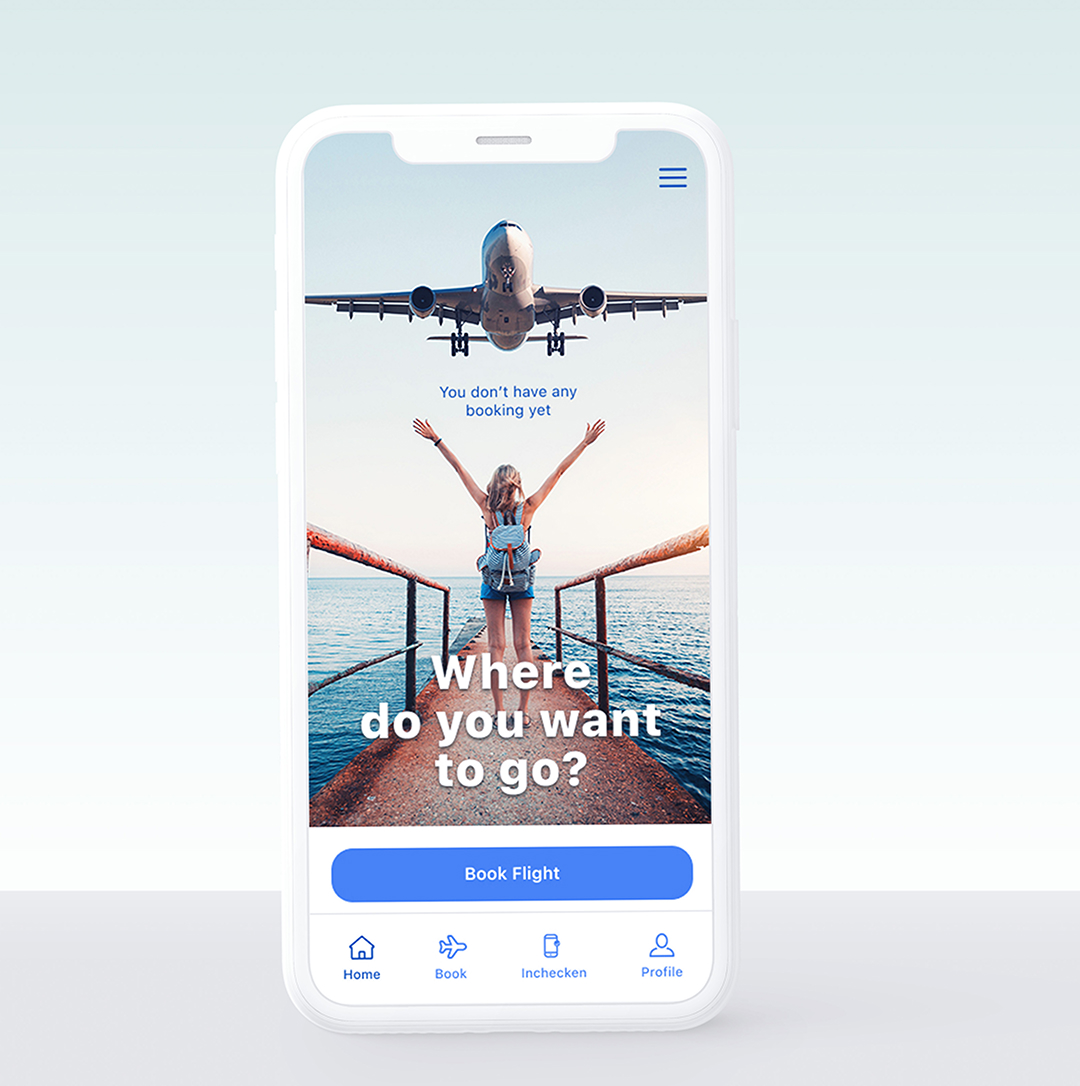 You don't have any
booking yet
Where
do you want
to go?
Book Flight
Home
Book
Inchecken
Profile